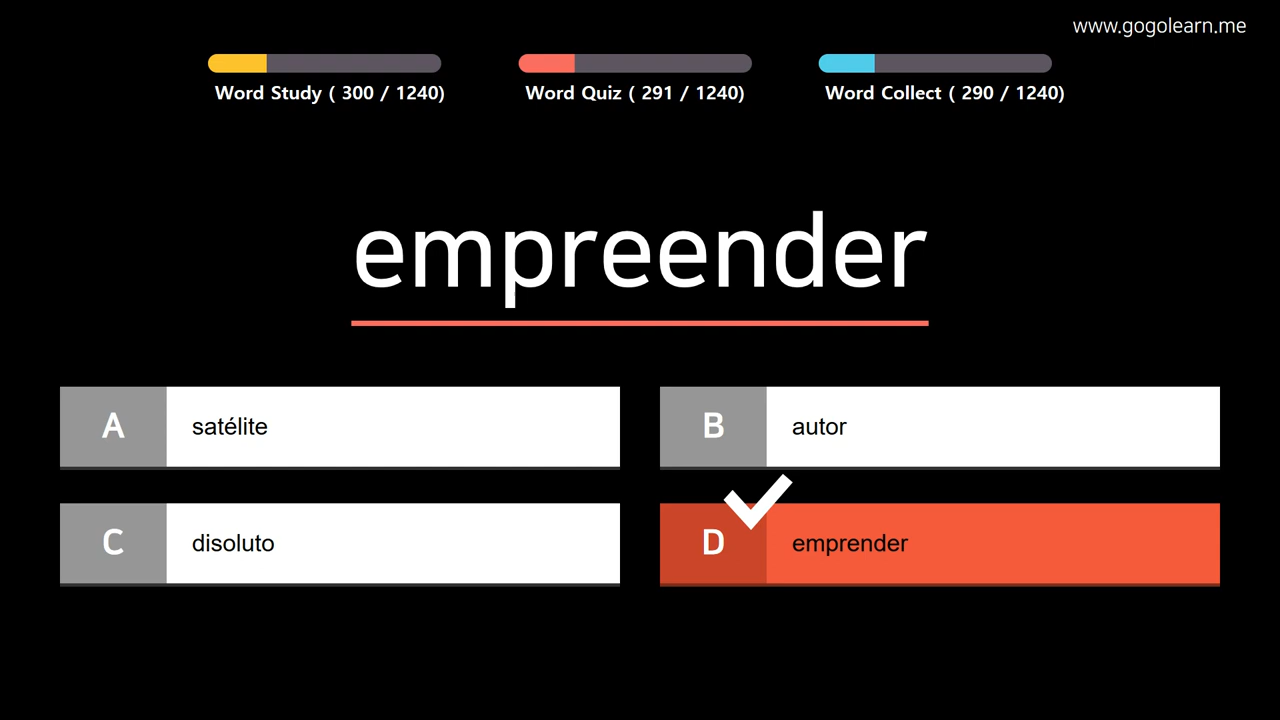 www.gogolearn.me
Word Study ( 300 / 1240)
Word Quiz ( 291 / 1240)
Word Collect ( 290 / 1240)
empreender
A satélite
B autor
C disoluto
D emprender